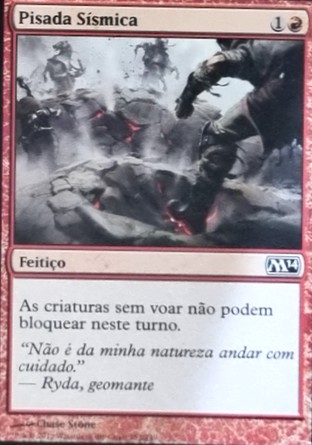 Pisada Sísmica 1
Feitiço M14
As criaturas sem voar não podem
bloquear neste turno.
“Não é da minha natureza andar com
cuidado.”
— Ryda, geomante
Chase Stone